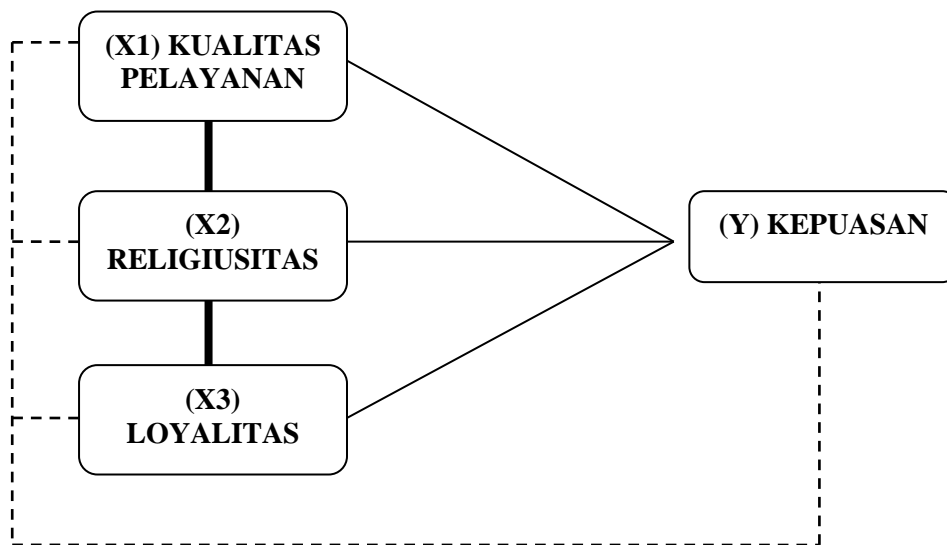 (X1) KUALITAS
PELAYANAN
(X2)
RELIGIUSITAS
(Y) KEPUASAN
(X3)
LOYALITAS